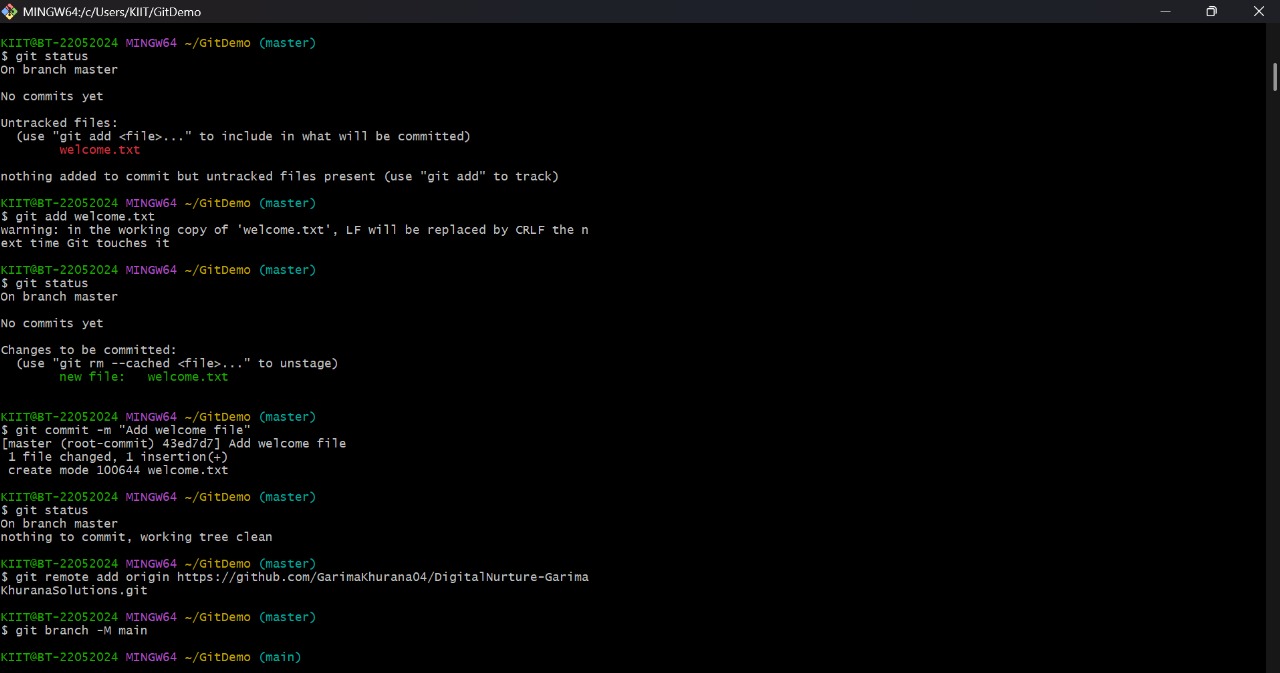 MINGW64:/c/Users/KIIT/GitDemo
KIIT@BT-22052024 MINGW64 ~/GitDemo (master)
$ git status
On branch master
No commits yet
Untracked files:
  (use "git add <file>..." to include in what will be committed)
        welcome.txt
nothing added to commit but untracked files present (use "git add" to track)
KIIT@BT-22052024 MINGW64 ~/GitDemo (master)
$ git add welcome.txt
warning: in the working copy of 'welcome.txt', LF will be replaced by CRLF the n
ext time Git touches it
KIIT@BT-22052024 MINGW64 ~/GitDemo (master)
$ git status
On branch master
No commits yet
Changes to be committed:
  (use "git rm --cached <file>..." to unstage)
        new file:   welcome.txt
KIIT@BT-22052024 MINGW64 ~/GitDemo (master)
$ git commit -m "Add welcome file"
[master (root-commit) 43ed7d7] Add welcome file
 1 file changed, 1 insertion(+)
 create mode 100644 welcome.txt
KIIT@BT-22052024 MINGW64 ~/GitDemo (master)
$ git status
On branch master
nothing to commit, working tree clean
KIIT@BT-22052024 MINGW64 ~/GitDemo (master)
$ git remote add origin https://github.com/GarimaKhurana04/DigitalNurture-Garima
KhuranaSolutions.git
KIIT@BT-22052024 MINGW64 ~/GitDemo (master)
$ git branch -M main
KIIT@BT-22052024 MINGW64 ~/GitDemo (main)